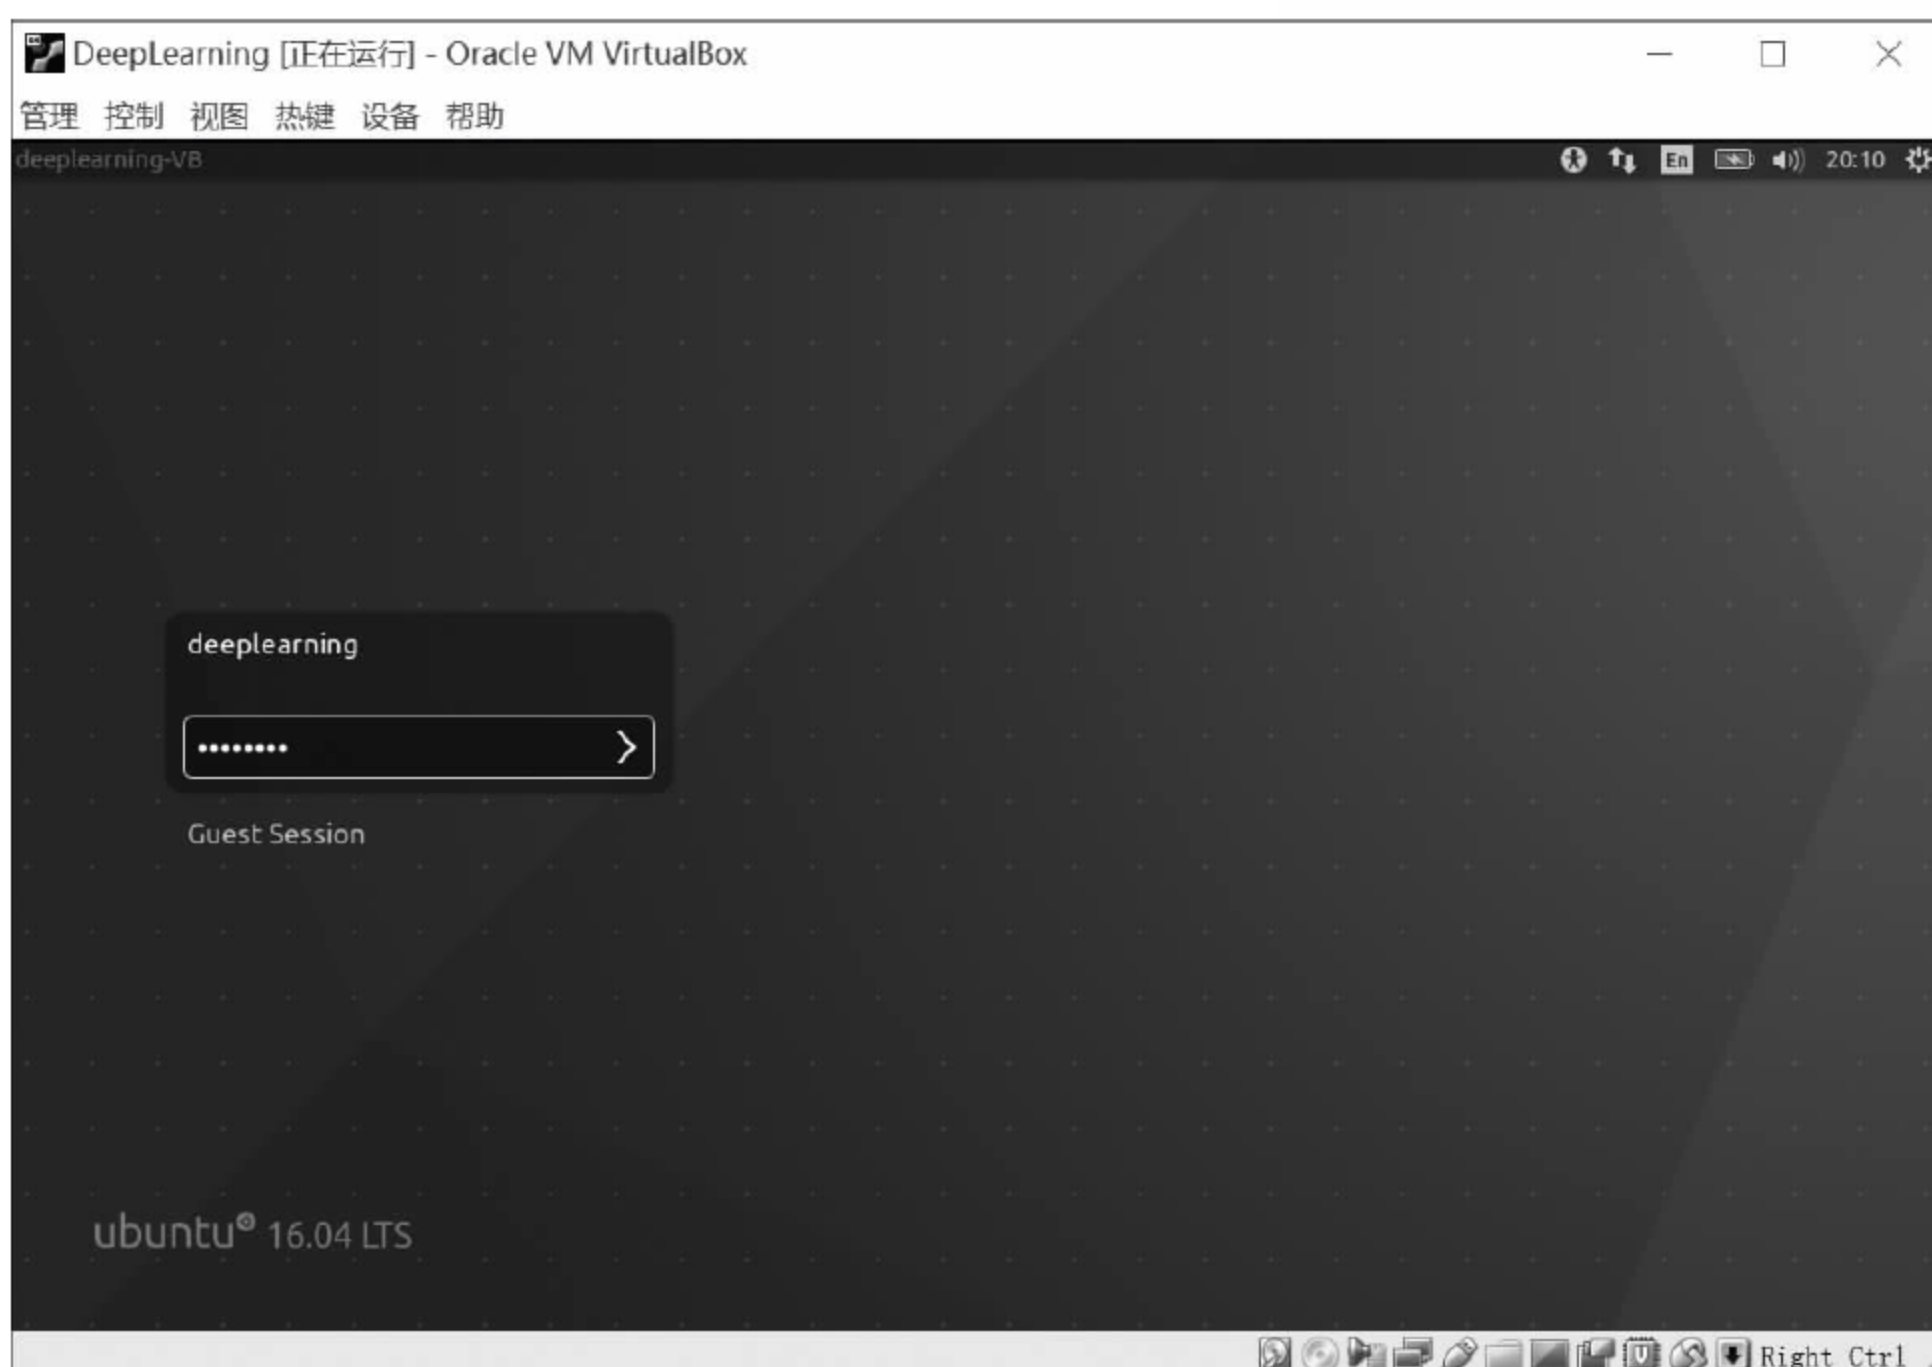 DeepLearning [正在运行] - Oracle VM VirtualBox
管理 控制 视图 热键 设备 帮助
deeplearning-VB En 20:10
deeplearning
Guest Session
ubuntu 16.04 LTS
Right Ctrl